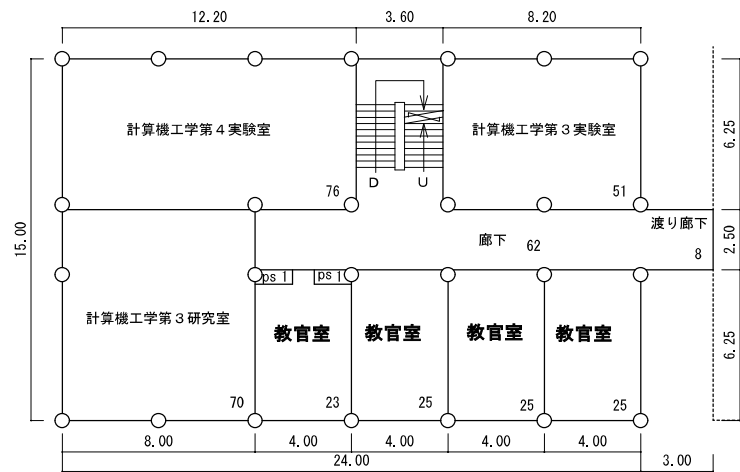 12.20 3.60 8.20
計算機工学第4実験室
計算機工学第3実験室
6.25
D U
76
51
15.00
渡り廊下
廊下 62
8
2.50
ps 1 ps 1
計算機工学第3研究室
教官室 教官室 教官室 教官室
6.25
70 23 25 25 25
8.00 4.00 4.00 4.00 4.00
24.00 3.00